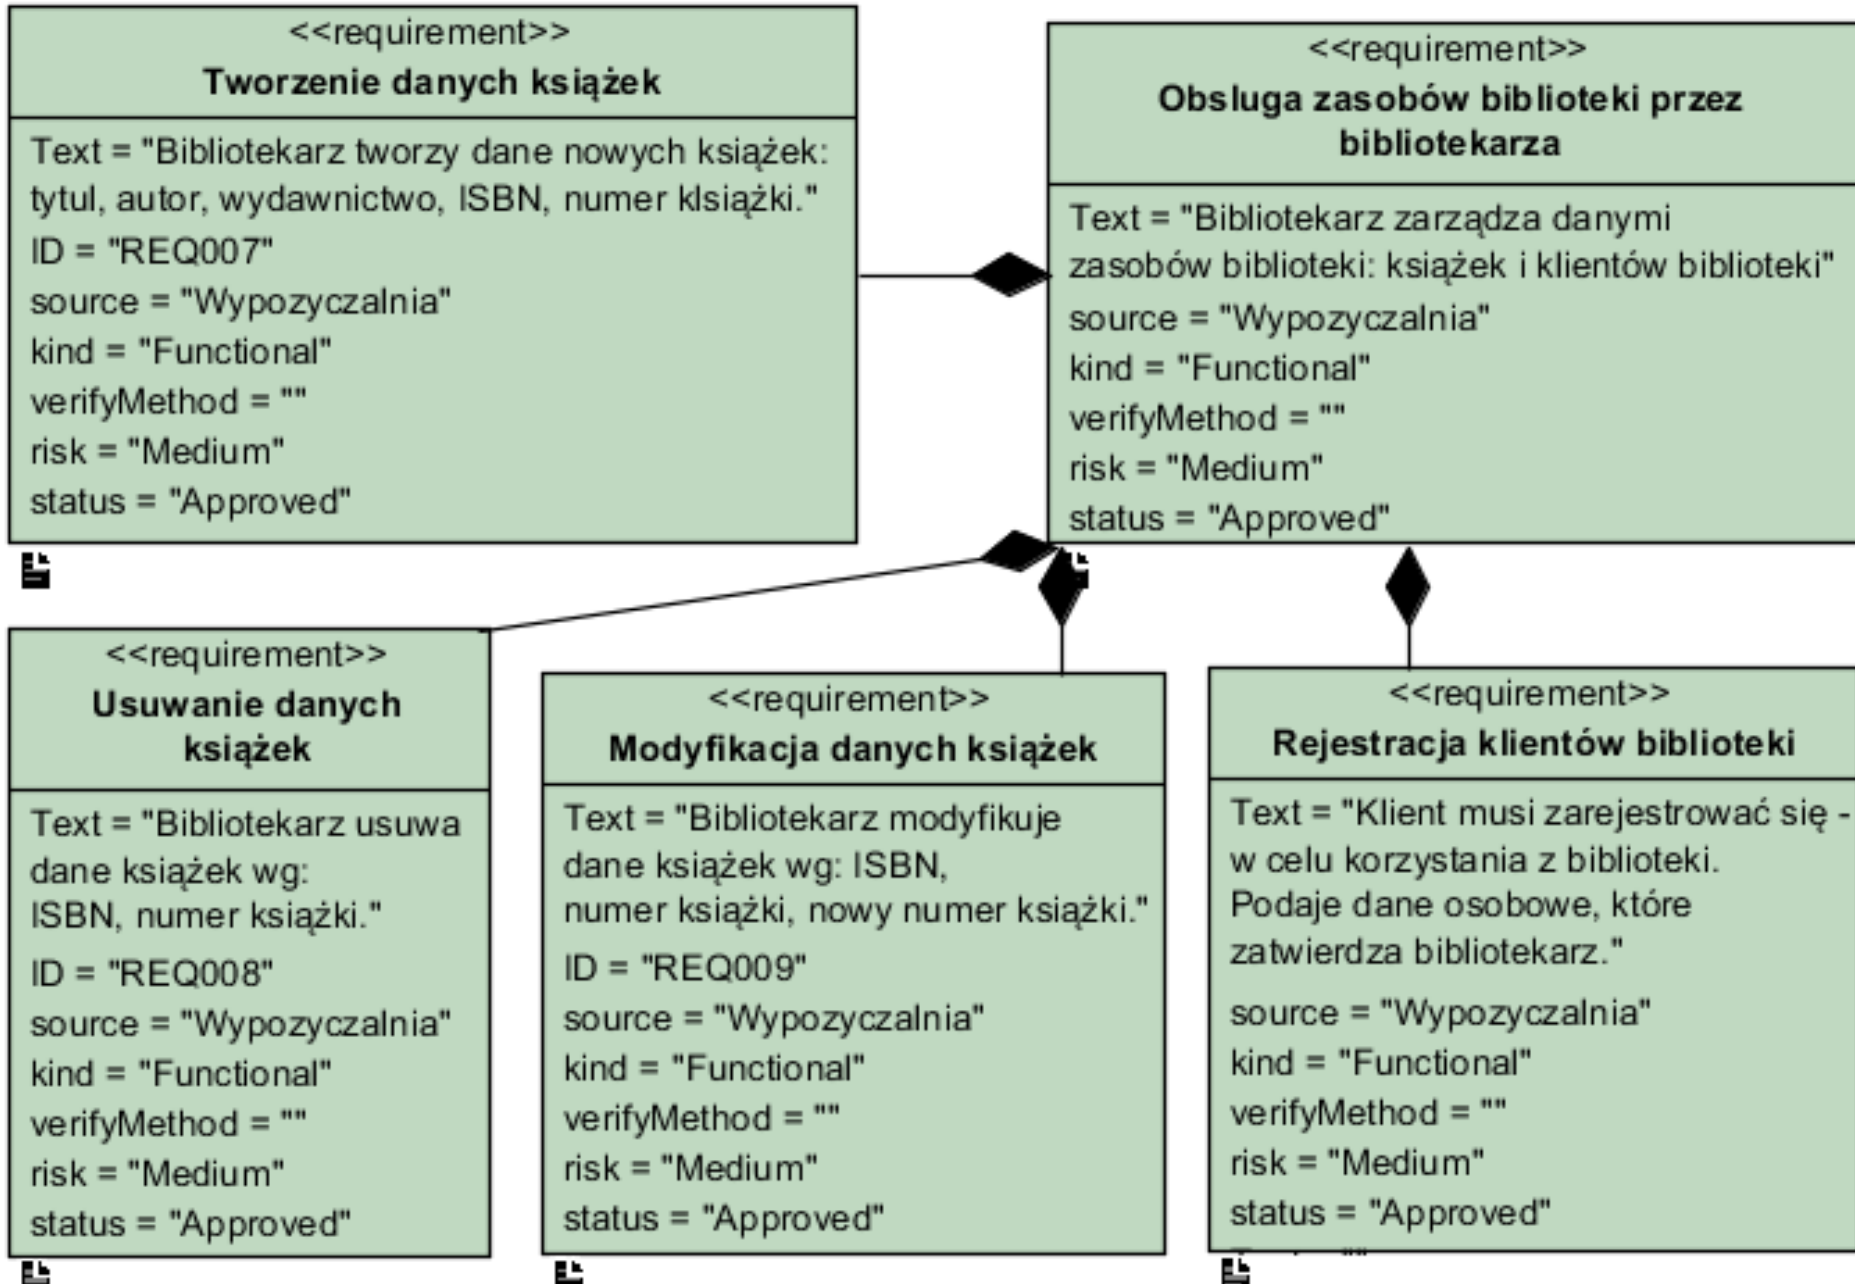 <<requirement>>
Tworzenie danych książek
Text = "Bibliotekarz tworzy dane nowych książek:
tytul, autor, wydawnictwo, ISBN, numer klsiążki."
ID = "REQ007"
source = "Wypozyczalnia"
kind = "Functional"
verifyMethod = ""
risk = "Medium"
status = "Approved"
<<requirement>>
Obsluga zasobów biblioteki przez
bibliotekarza
Text = "Bibliotekarz zarządza danymi
zasobów biblioteki: książek i klientów biblioteki"
source = "Wypozyczalnia"
kind = "Functional"
verifyMethod = ""
risk = "Medium"
status = "Approved"
<<requirement>>
Usuwanie danych
książek
Text = "Bibliotekarz usuwa
dane książek wg:
ISBN, numer książki."
ID = "REQ008"
source = "Wypozyczalnia"
kind = "Functional"
verifyMethod = ""
risk = "Medium"
status = "Approved"
<<requirement>>
Modyfikacja danych książek
Text = "Bibliotekarz modyfikuje
dane książek wg: ISBN,
numer książki, nowy numer książki."
ID = "REQ009"
source = "Wypozyczalnia"
kind = "Functional"
verifyMethod = ""
risk = "Medium"
status = "Approved"
<<requirement>>
Rejestracja klientów biblioteki
Text = "Klient musi zarejestrować się -
w celu korzystania z biblioteki.
Podaje dane osobowe, które
zatwierdza bibliotekarz."
source = "Wypozyczalnia"
kind = "Functional"
verifyMethod = ""
risk = "Medium"
status = "Approved"